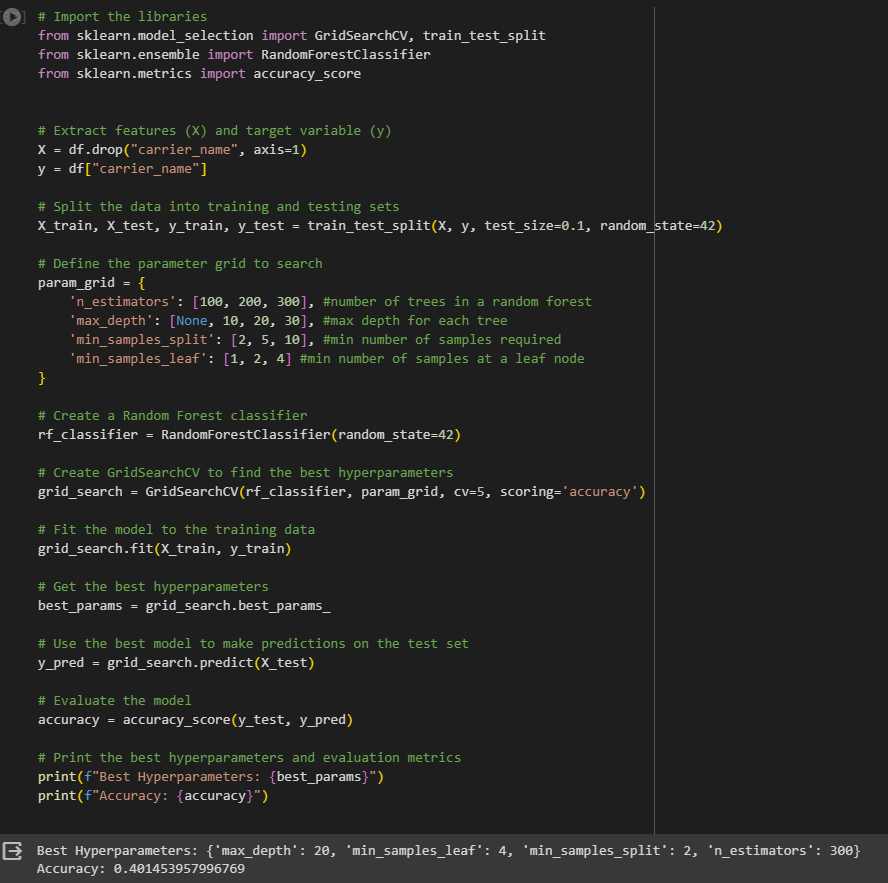 # Import the libraries
from sklearn.model_selection import GridSearchCV, train_test_split
from sklearn.ensemble import RandomForestClassifier
from sklearn.metrics import accuracy_score
# Extract features (X) and target variable (y)
X = df.drop("carrier_name", axis=1)
y = df["carrier_name"]
# Split the data into training and testing sets
X_train, X_test, y_train, y_test = train_test_split(X, y, test_size=0.1, random_state=42)
# Define the parameter grid to search
param_grid = {
    'n_estimators': [100, 200, 300], #number of trees in a random forest
    'max_depth': [None, 10, 20, 30], #max depth for each tree
    'min_samples_split': [2, 5, 10], #min number of samples required
    'min_samples_leaf': [1, 2, 4] #min number of samples at a leaf node
}
# Create a Random Forest classifier
rf_classifier = RandomForestClassifier(random_state=42)
# Create GridSearchCV to find the best hyperparameters
grid_search = GridSearchCV(rf_classifier, param_grid, cv=5, scoring='accuracy')
# Fit the model to the training data
grid_search.fit(X_train, y_train)
# Get the best hyperparameters
best_params = grid_search.best_params_
# Use the best model to make predictions on the test set
y_pred = grid_search.predict(X_test)
# Evaluate the model
accuracy = accuracy_score(y_test, y_pred)
# Print the best hyperparameters and evaluation metrics
print(f"Best Hyperparameters: {best_params}")
print(f"Accuracy: {accuracy}")
Best Hyperparameters: {'max_depth': 20, 'min_samples_leaf': 4, 'min_samples_split': 2, 'n_estimators': 300}
Accuracy: 0.401453957996769